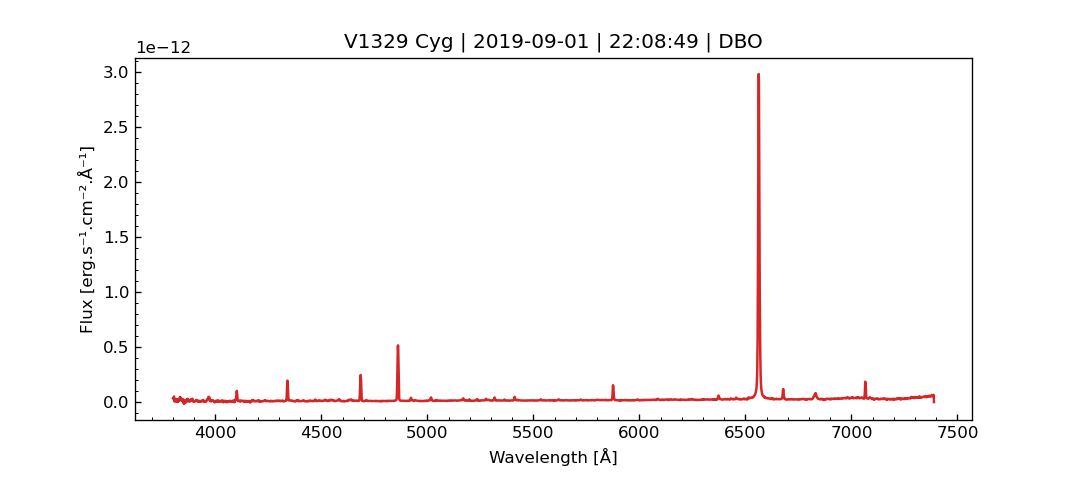 V1329 Cyg | 2019-09-01 | 22:08:49 | DBO
1e−12
3.0
2.5
2.0
1.5
1.0
0.5
0.0
Flux [erg.s⁻¹.cm⁻².Å⁻¹]
4000 4500 5000 5500 6000 6500 7000 7500
Wavelength [Å]